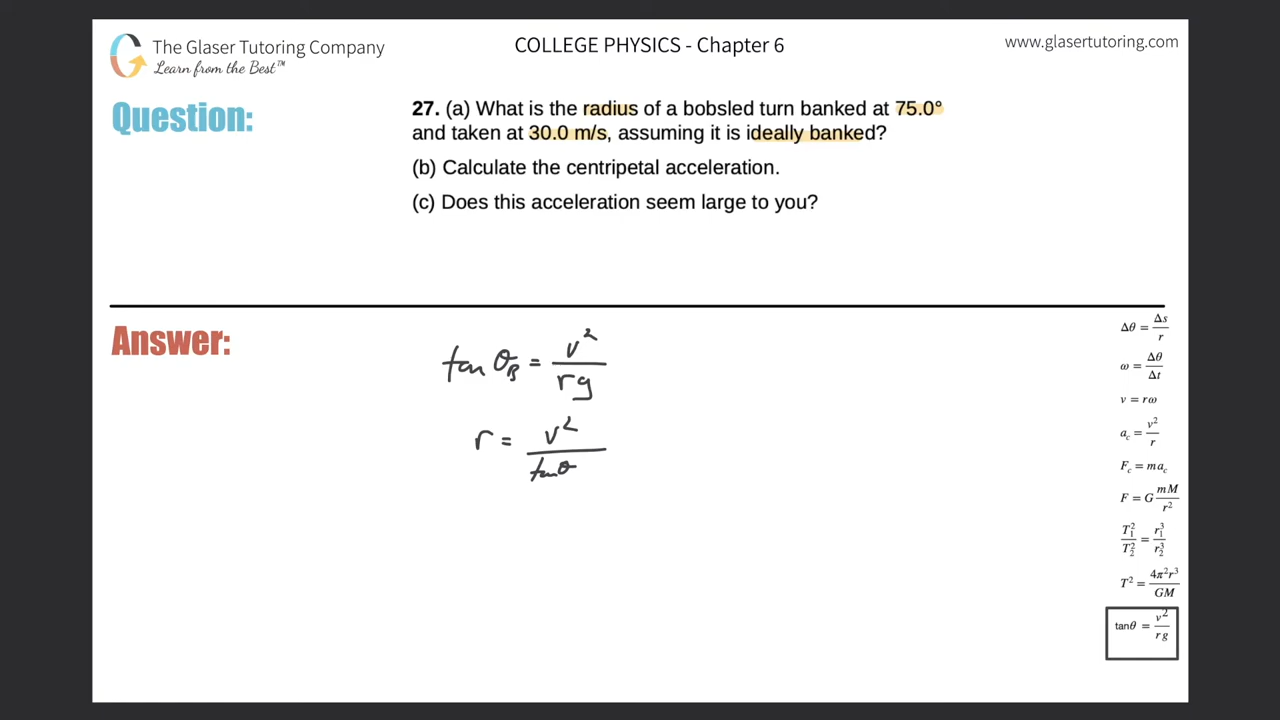 The Glaser Tutoring Company
Learn from the Best™
COLLEGE PHYSICS - Chapter 6
www.glasertutoring.com
Question:
27. (a) What is the radius of a bobsled turn banked at 75.0°
and taken at 30.0 m/s, assuming it is ideally banked?
(b) Calculate the centripetal acceleration.
(c) Does this acceleration seem large to you?
Answer:
tan θ_B = v²/rg
r = v²/tanθ
Δθ = Δs/r
ω = Δθ/Δt
v = rω
a_c = v²/r
F_c = ma_c
F = G mM/r²
T₁²/T₂² = r₁³/r₂³
T² = 4π²r³/GM
tanθ = v²/rg